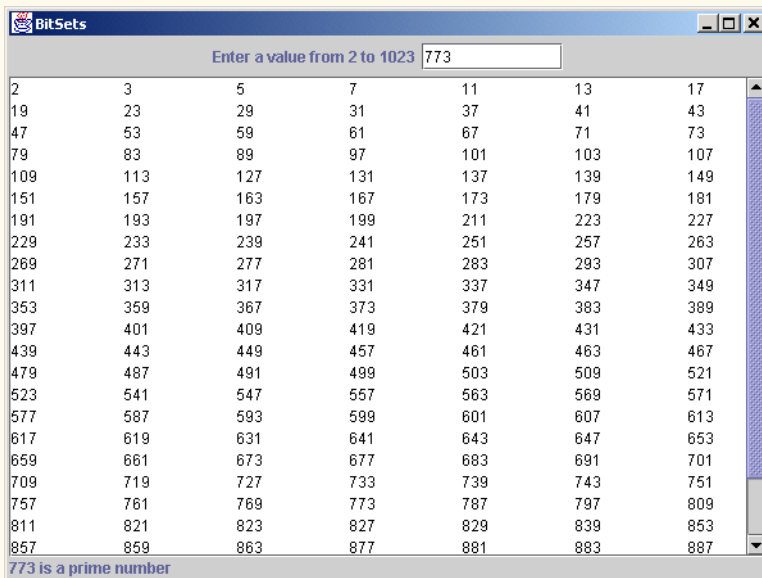 BitSets
Enter a value from 2 to 1023 773
2 3 5 7 11 13 17
19 23 29 31 37 41 43
47 53 59 61 67 71 73
79 83 89 97 101 103 107
109 113 127 131 137 139 149
151 157 163 167 173 179 181
191 193 197 199 211 223 227
229 233 239 241 251 257 263
269 271 277 281 283 293 307
311 313 317 331 337 347 349
353 359 367 373 379 383 389
397 401 409 419 421 431 433
439 443 449 457 461 463 467
479 487 491 499 503 509 521
523 541 547 557 563 569 571
577 587 593 599 601 607 613
617 619 631 641 643 647 653
659 661 673 677 683 691 701
709 719 727 733 739 743 751
757 761 769 773 787 797 809
811 821 823 827 829 839 853
857 859 863 877 881 883 887
773 is a prime number